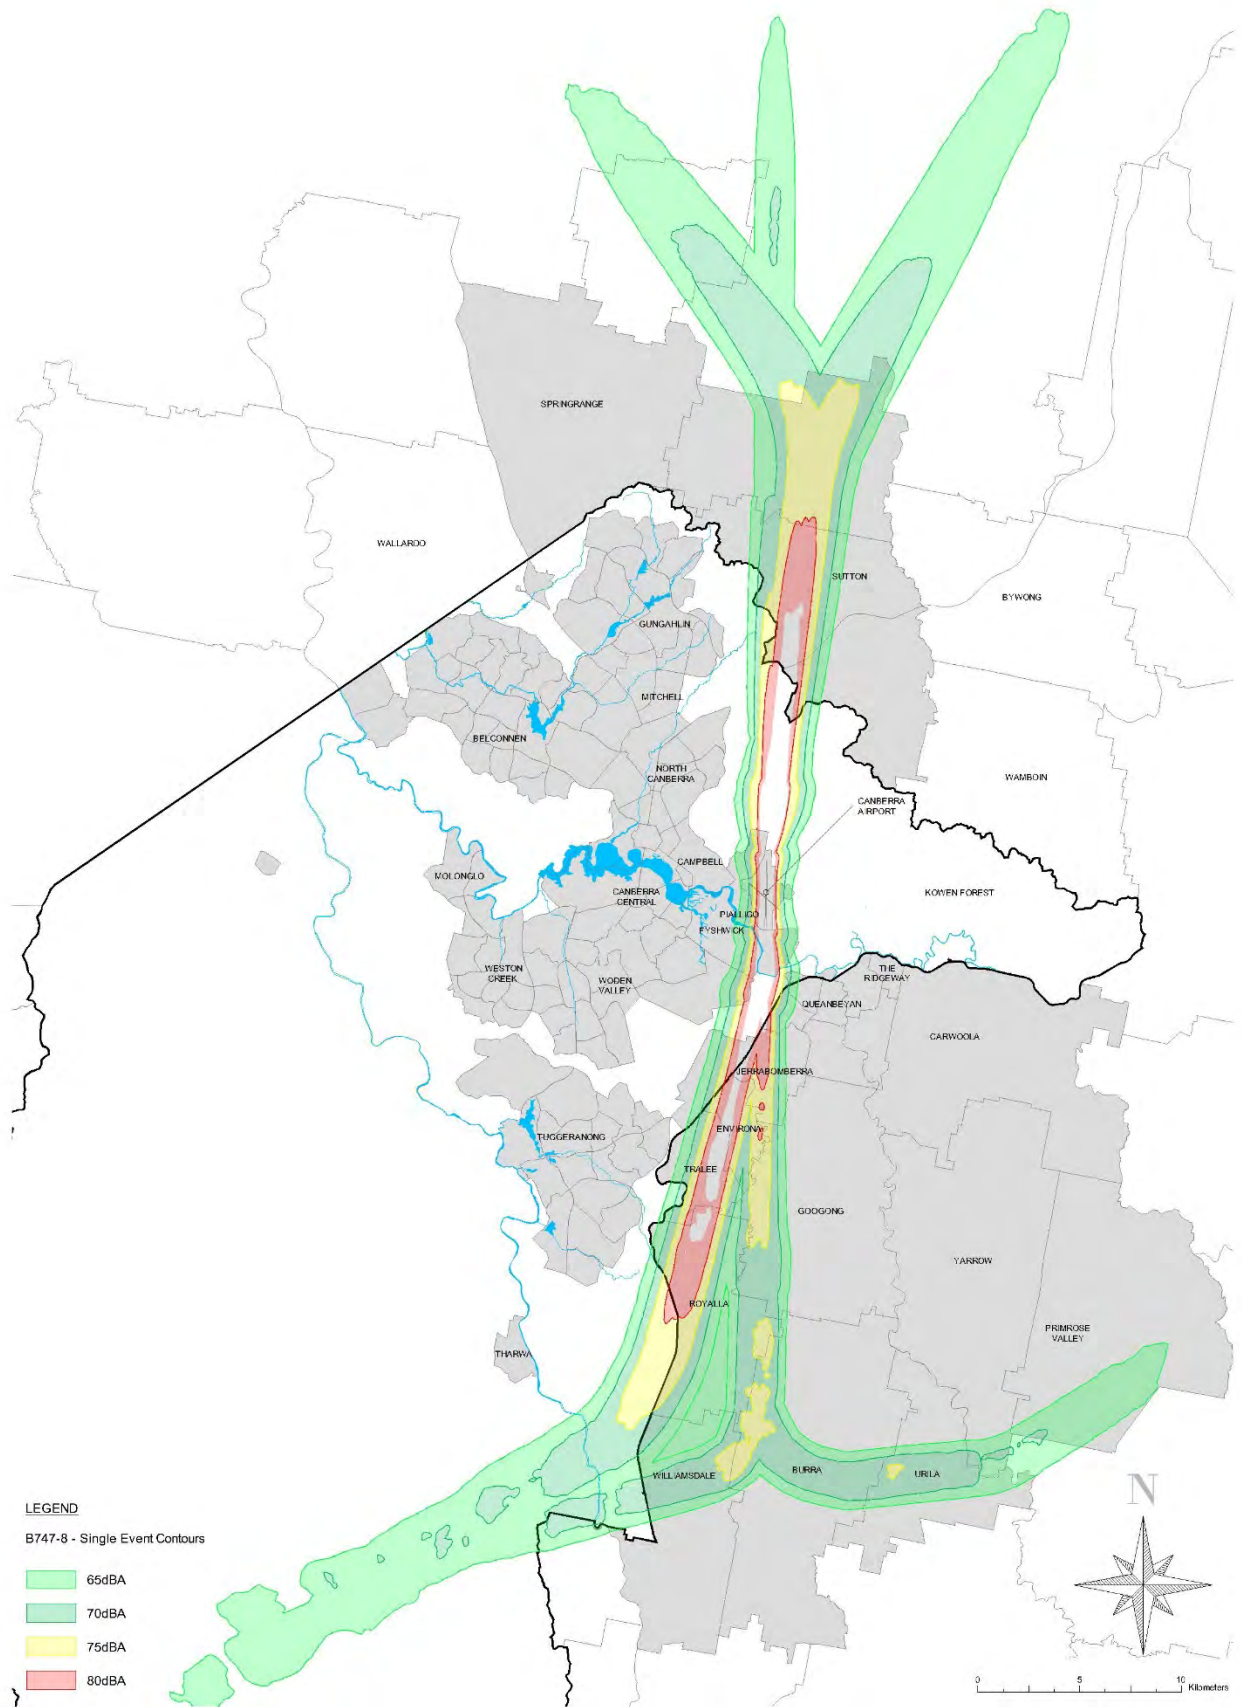 SPRINGRANGE
WALLAROO
SUTTON
BYWONG
GUNGAHLIN
MITCHELL
BELCONNEN
NORTH
CANBERRA
WAMBOIN
CANBERRA
AIRPORT
CAMPBELL
MOLONGLO
CANBERRA
CENTRAL
KOWEN FOREST
PIALLIGO
FYSHWICK
WESTON
CREEK
WODEN
VALLEY
THE
RIDGEWAY
QUEANBEYAN
CARWOOLA
JERRABOMBERRA
ENVIRONA
TUGGERANONG
TRALEE
GOOGONG
YARROW
ROYALLA
PRIMROSE
VALLEY
THARWA
WILLIAMSDALE
BURRA
URILA
N
LEGEND
B747-8 - Single Event Contours
65dBA
70dBA
75dBA
80dBA
0 5 10
Kilometers